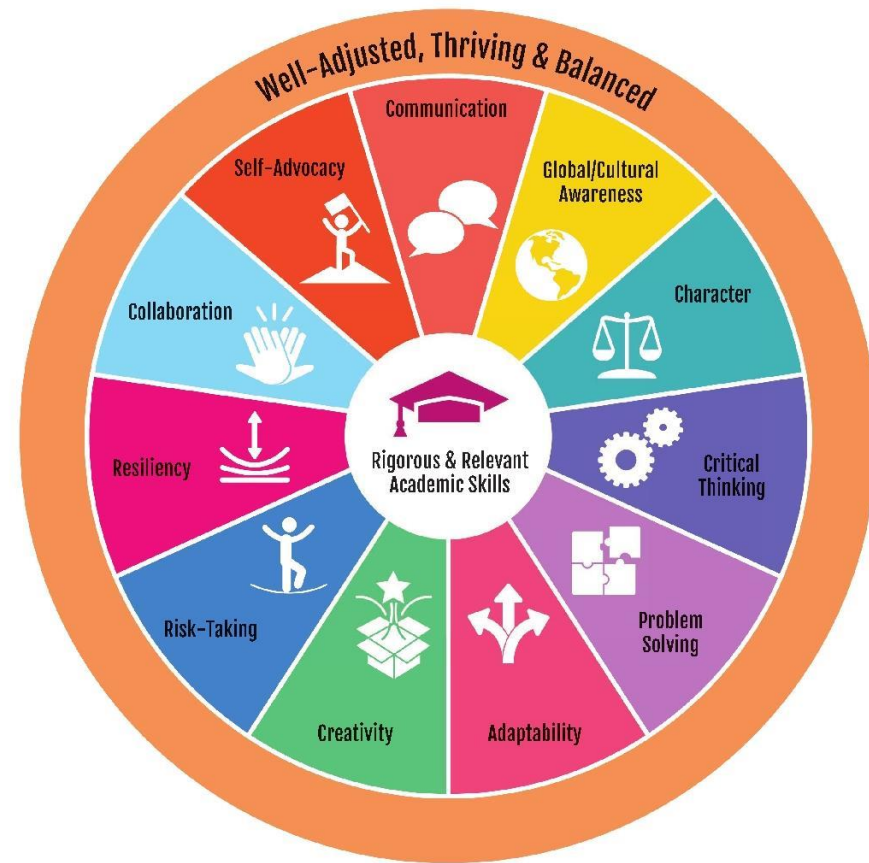 Well-Adjusted, Thriving & Balanced
Communication
Global/Cultural
Awareness
Character
Critical
Thinking
Problem
Solving
Adaptability
Creativity
Risk-Taking
Resiliency
Collaboration
Self-Advocacy
Rigorous & Relevant
Academic Skills